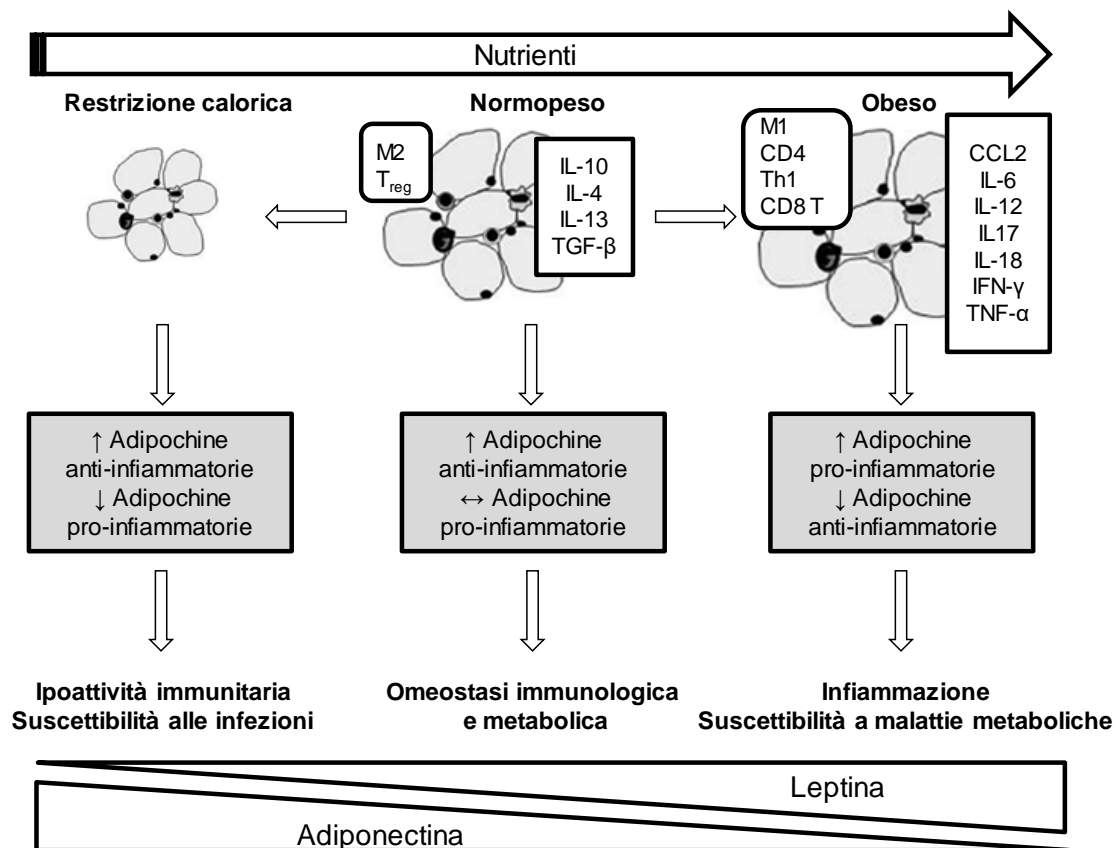 Nutrienti
Restrizione calorica
Normopeso
Obeso
M2
Treg
IL-10
IL-4
IL-13
TGF-β
M1
CD4
Th1
CD8 T
CCL2
IL-6
IL-12
IL17
IL-18
IFN-γ
TNF-α
↑ Adipochine
anti-infiammatorie
↓ Adipochine
pro-infiammatorie
↑ Adipochine
anti-infiammatorie
↔ Adipochine
pro-infiammatorie
↑ Adipochine
pro-infiammatorie
↓ Adipochine
anti-infiammatorie
Ipoattività immunitaria
Suscettibilità alle infezioni
Omeostasi immunologica
e metabolica
Infiammazione
Suscettibilità a malattie metaboliche
Leptina
Adiponectina